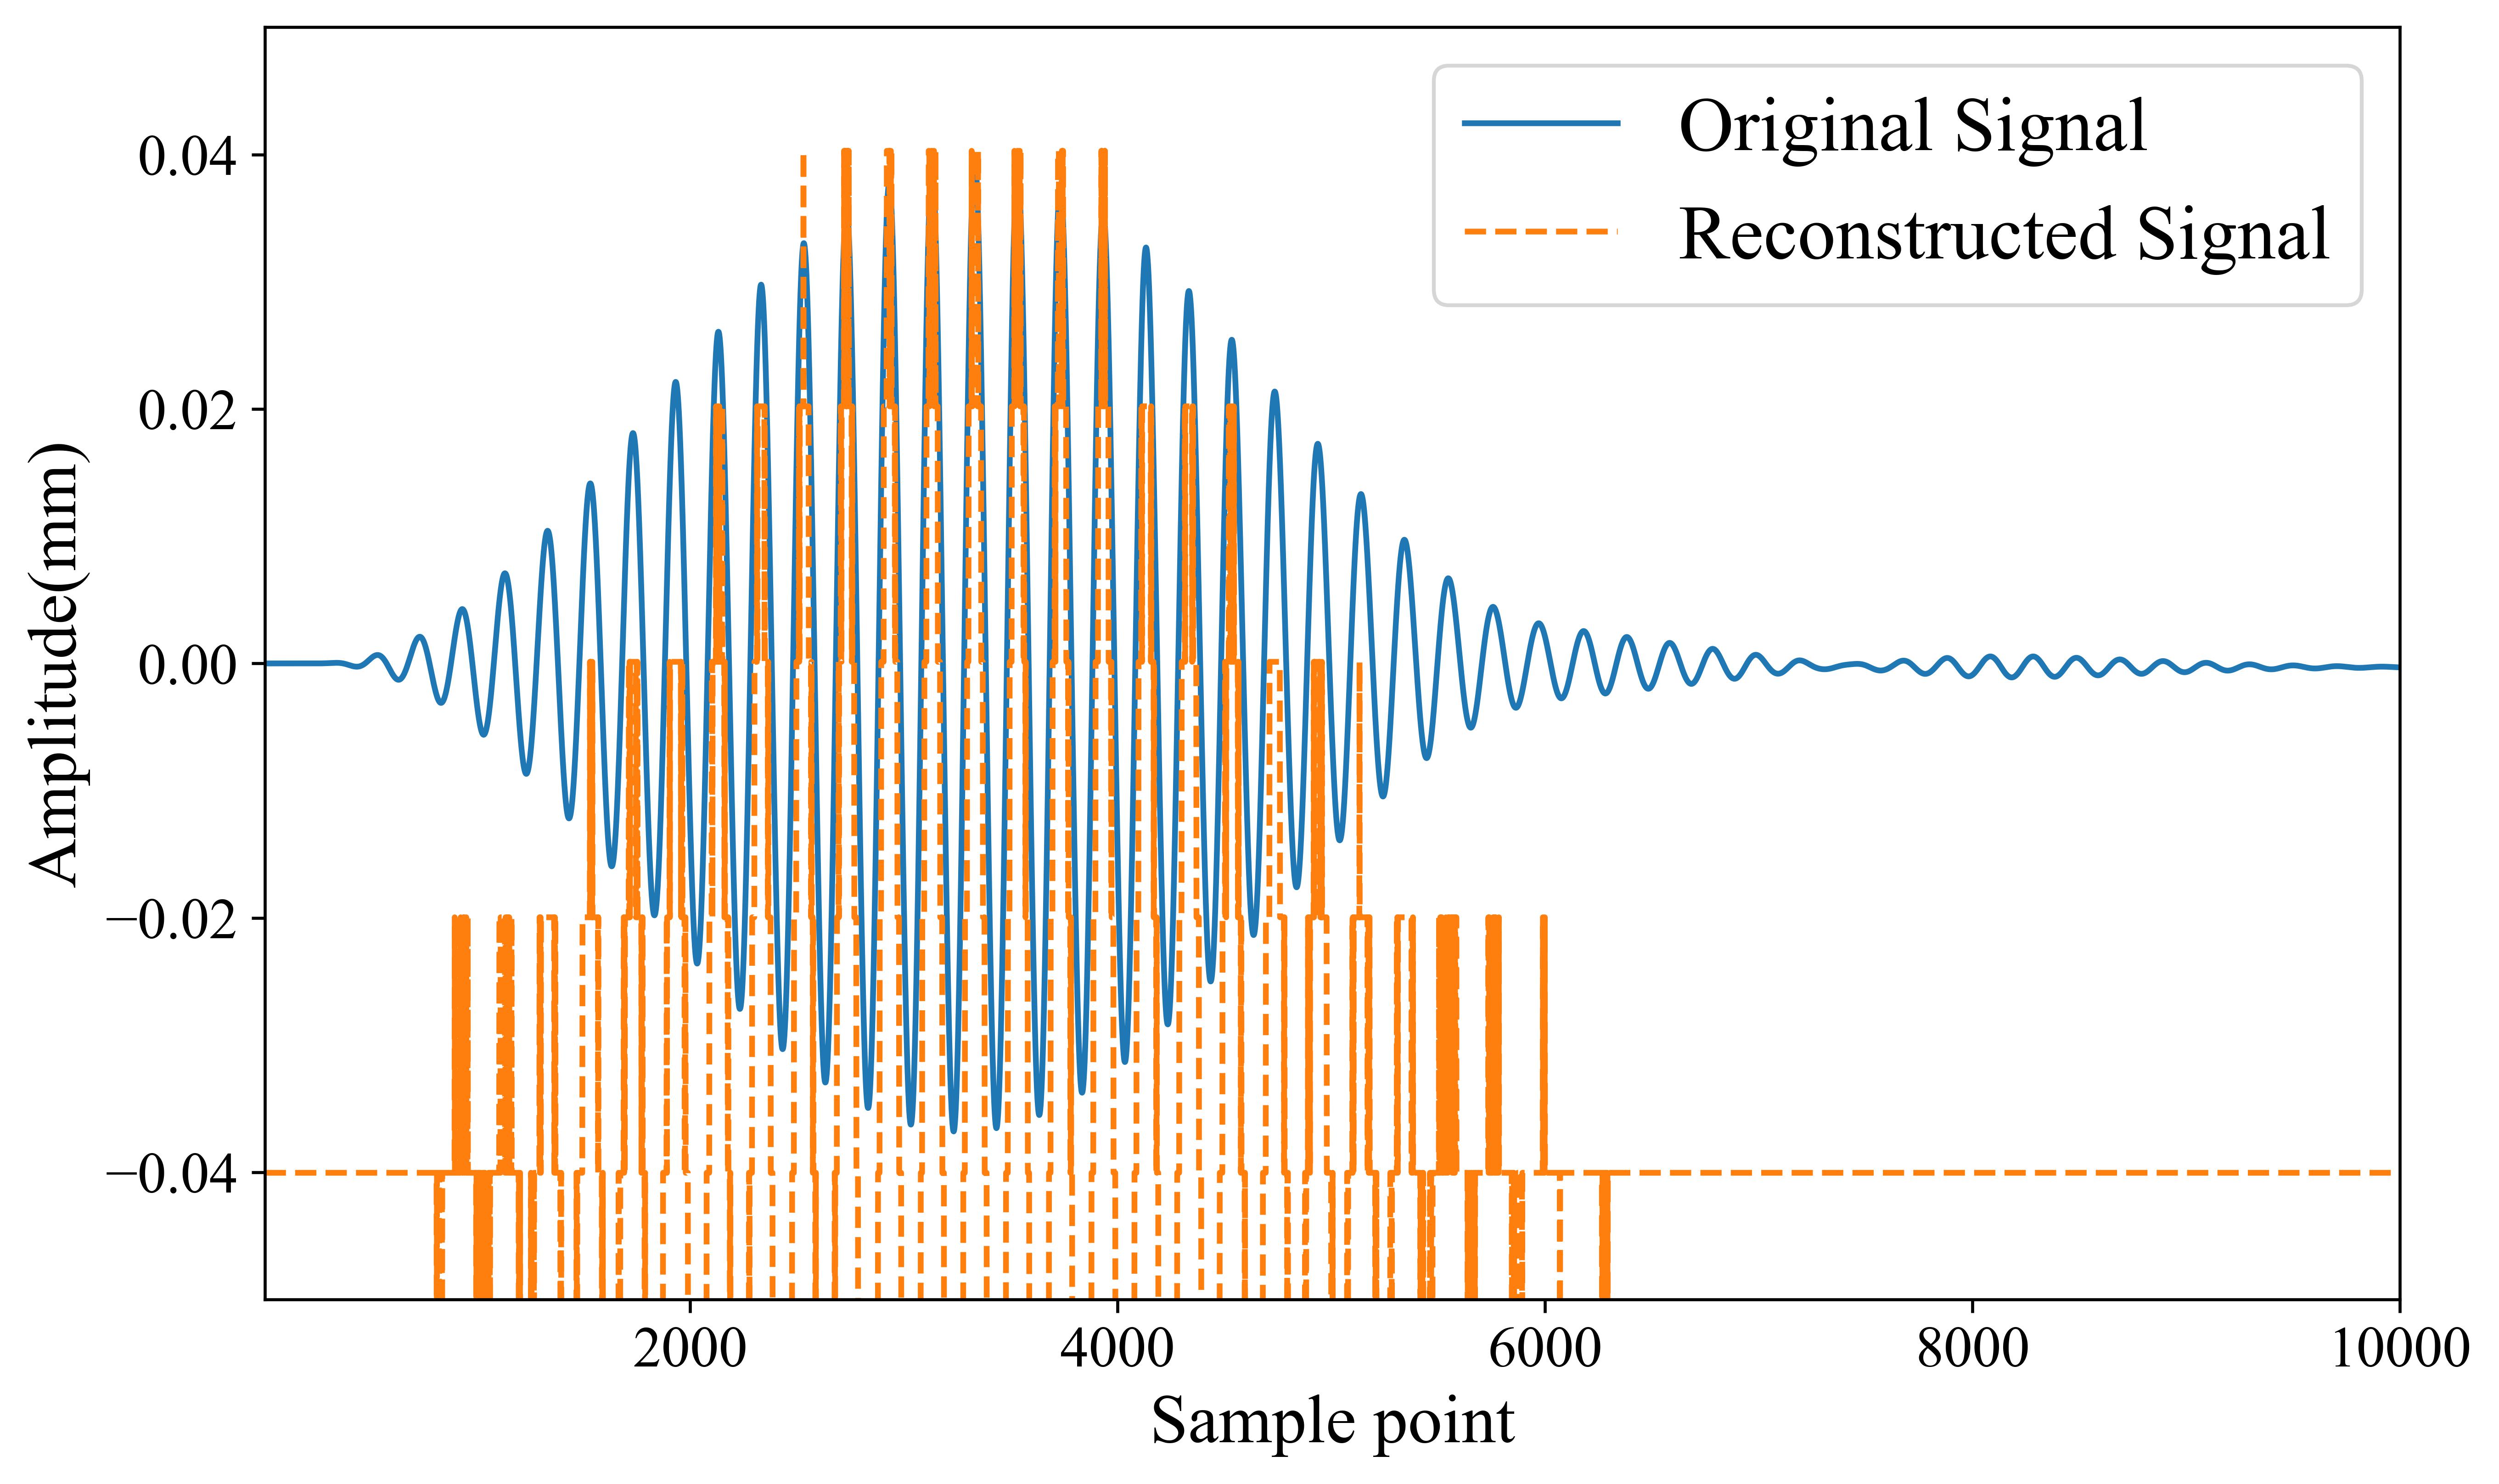 Original Signal
Reconstructed Signal
0.04
0.02
0.00
−0.02
−0.04
Amplitude(mm)
2000 4000 6000 8000 10000
Sample point